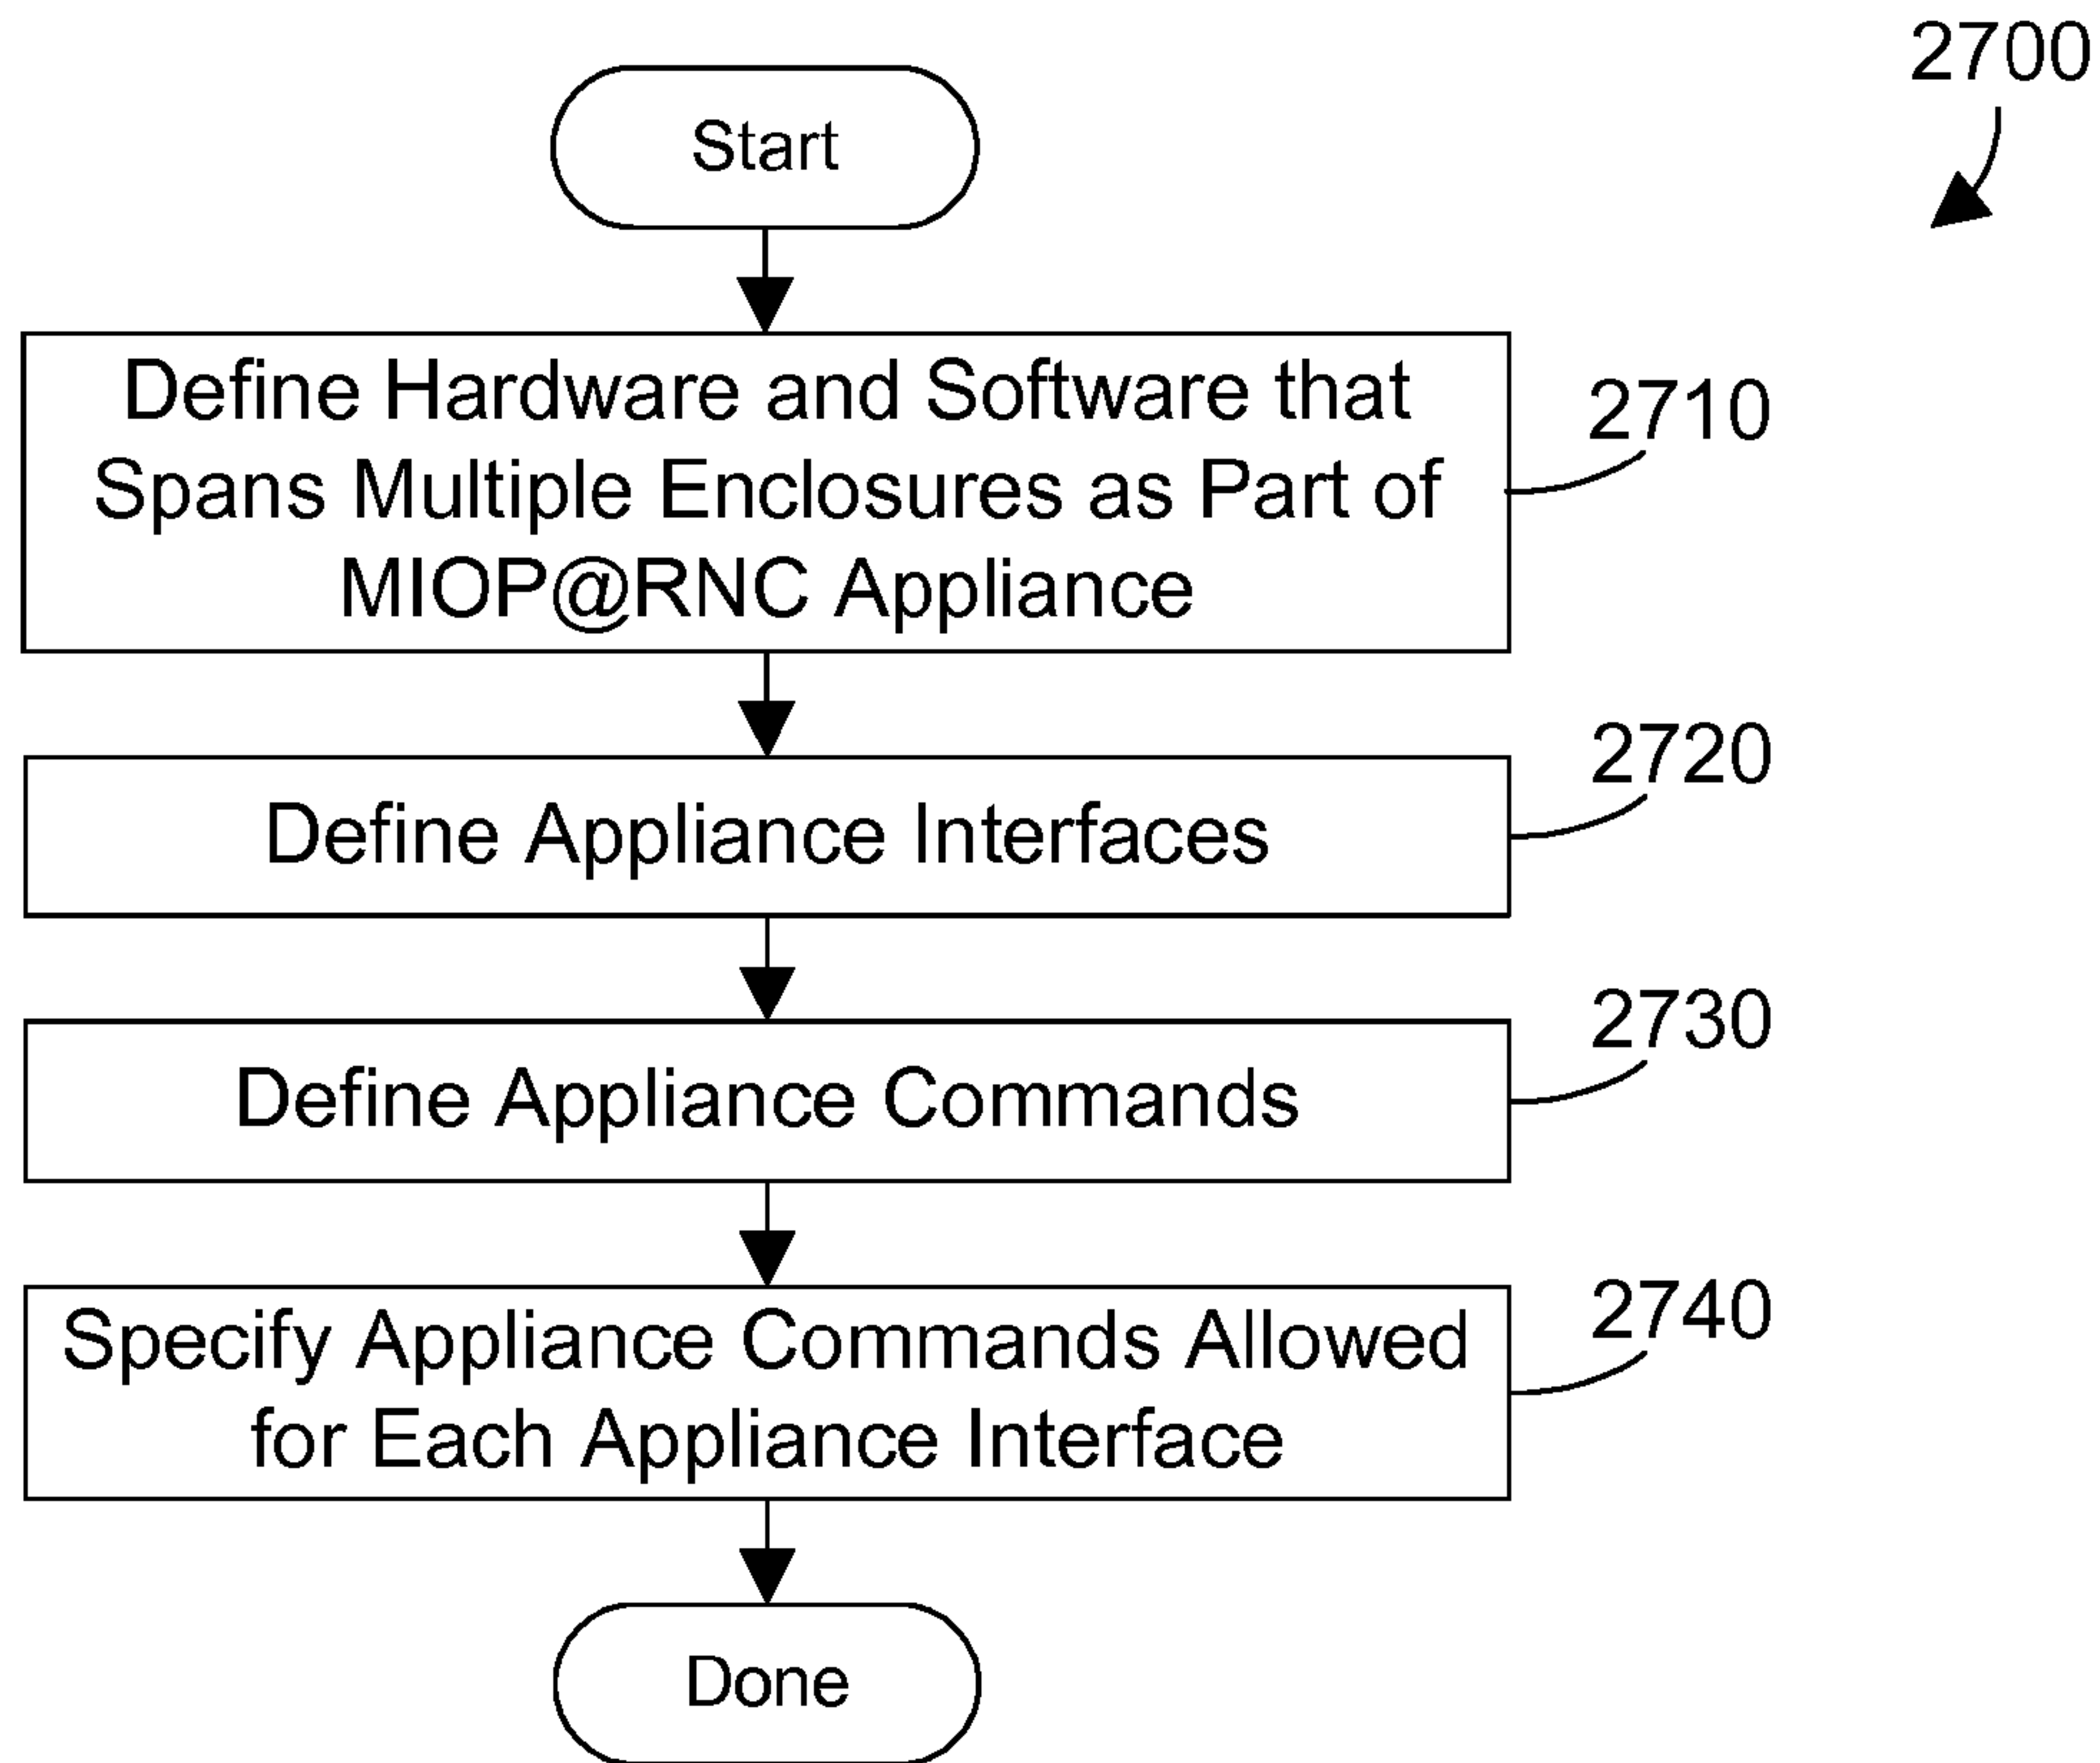 2700
Start
Define Hardware and Software that
Spans Multiple Enclosures as Part of
MIOP@RNC Appliance
2710
Define Appliance Interfaces
2720
Define Appliance Commands
2730
Specify Appliance Commands Allowed
for Each Appliance Interface
2740
Done